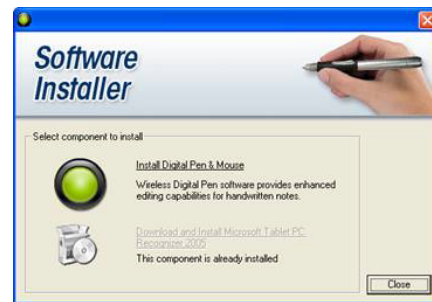 Software
Installer
Select component to install
Install Digital Pen & Mouse
Wireless Digital Pen software provides enhanced
editing capabilities for handwritten notes.
Download and Install Microsoft Tablet PC
Recognizer 2005
This component is already installed
Close